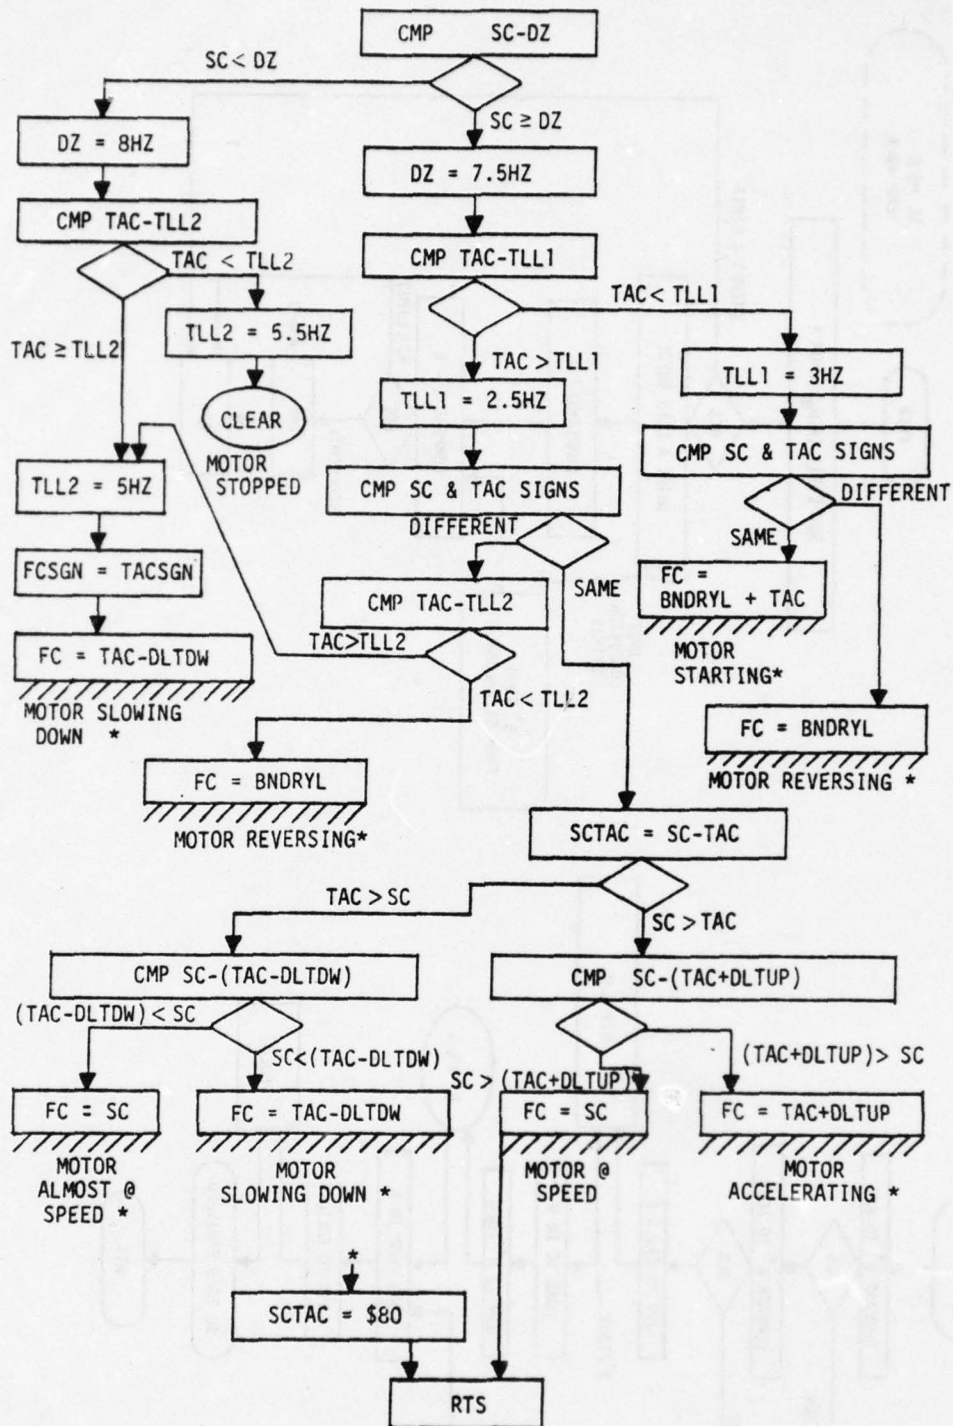 CMP SC-DZ
SC < DZ
SC ≥ DZ
DZ = 8HZ
DZ = 7.5HZ
CMP TAC-TLL2
CMP TAC-TLL1
TAC < TLL2
TAC < TLL1
TLL2 = 5.5HZ
TAC ≥ TLL2
TAC > TLL1
TLL1 = 3HZ
TLL1 = 2.5HZ
CLEAR
MOTOR
STOPPED
CMP SC & TAC SIGNS
CMP SC & TAC SIGNS
TLL2 = 5HZ
DIFFERENT
DIFFERENT
SAME
FCSGN = TACSGN
SAME
FC =
BNDRYL + TAC
CMP TAC-TLL2
TAC>TLL2
FC = TAC-DLTDW
MOTOR
STARTING*
TAC < TLL2
MOTOR SLOWING
DOWN *
FC = BNDRYL
FC = BNDRYL
MOTOR REVERSING *
MOTOR REVERSING*
SCTAC = SC-TAC
TAC > SC
SC > TAC
CMP SC-(TAC-DLTDW)
CMP SC-(TAC+DLTUP)
(TAC-DLTDW) < SC
SC<(TAC-DLTDW)
SC > (TAC+DLTUP)
(TAC+DLTUP)> SC
FC = SC
FC = TAC-DLTDW
FC = SC
FC = TAC+DLTUP
MOTOR
ALMOST @
SPEED *
MOTOR
SLOWING DOWN *
MOTOR @
SPEED
MOTOR
ACCELERATING *
*
SCTAC = $80
RTS